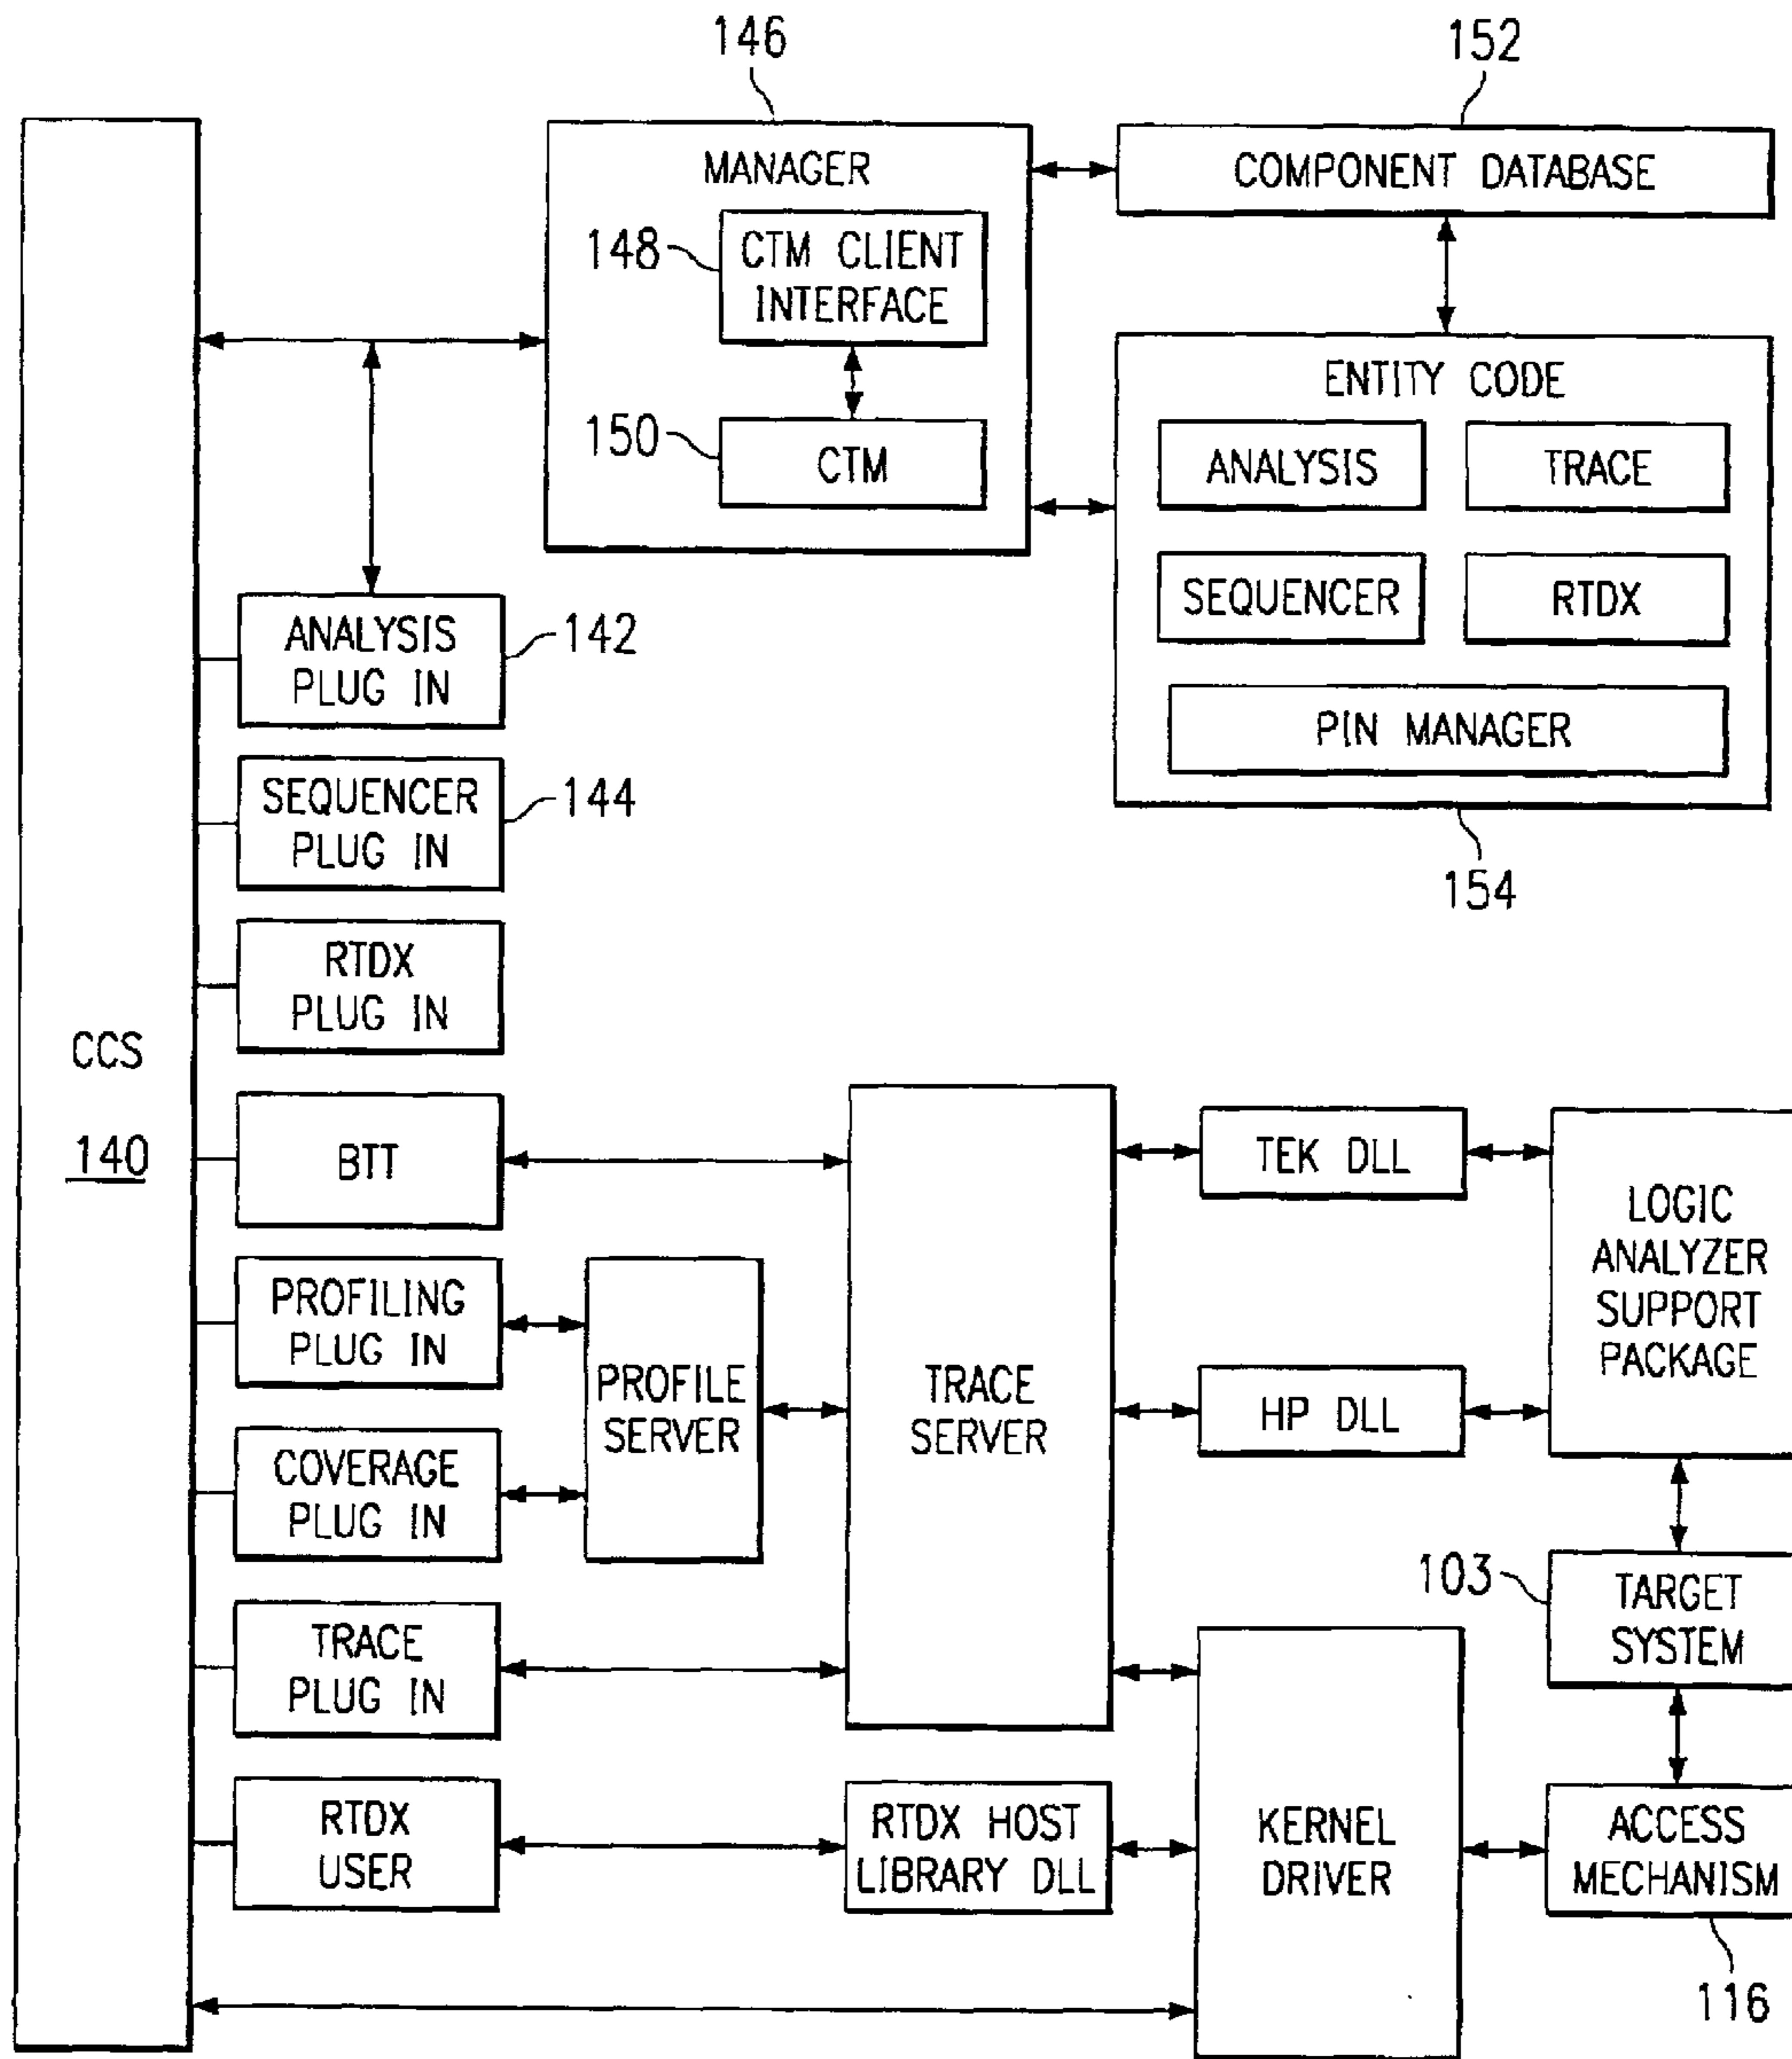 146
152
MANAGER
COMPONENT DATABASE
148
CTM CLIENT
INTERFACE
150
CTM
ENTITY CODE
ANALYSIS
TRACE
SEQUENCER
RTDX
PIN MANAGER
154
ANALYSIS
PLUG IN
142
SEQUENCER
PLUG IN
144
RTDX
PLUG IN
CCS
140
BTT
PROFILING
PLUG IN
COVERAGE
PLUG IN
PROFILE
SERVER
TRACE
SERVER
TEK DLL
HP DLL
LOGIC
ANALYZER
SUPPORT
PACKAGE
103
TARGET
SYSTEM
TRACE
PLUG IN
RTDX
USER
RTDX HOST
LIBRARY DLL
KERNEL
DRIVER
ACCESS
MECHANISM
116